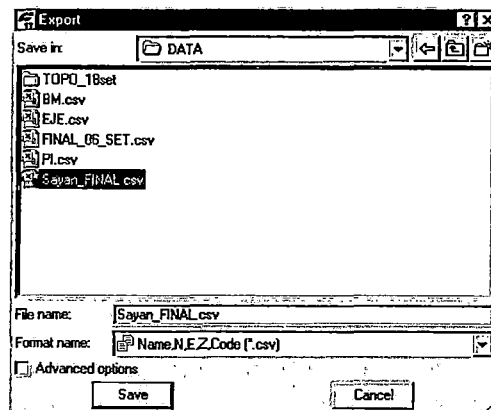 Export
Save in: DATA
TOPO_18set
BM.csv
EJE.csv
FINAL_06_SET.csv
PI.csv
Sayan_FINAL.csv
File name: Sayan_FINAL.csv
Format name: Name,N,E,Z,Code (*.csv)
Advanced options
Save Cancel